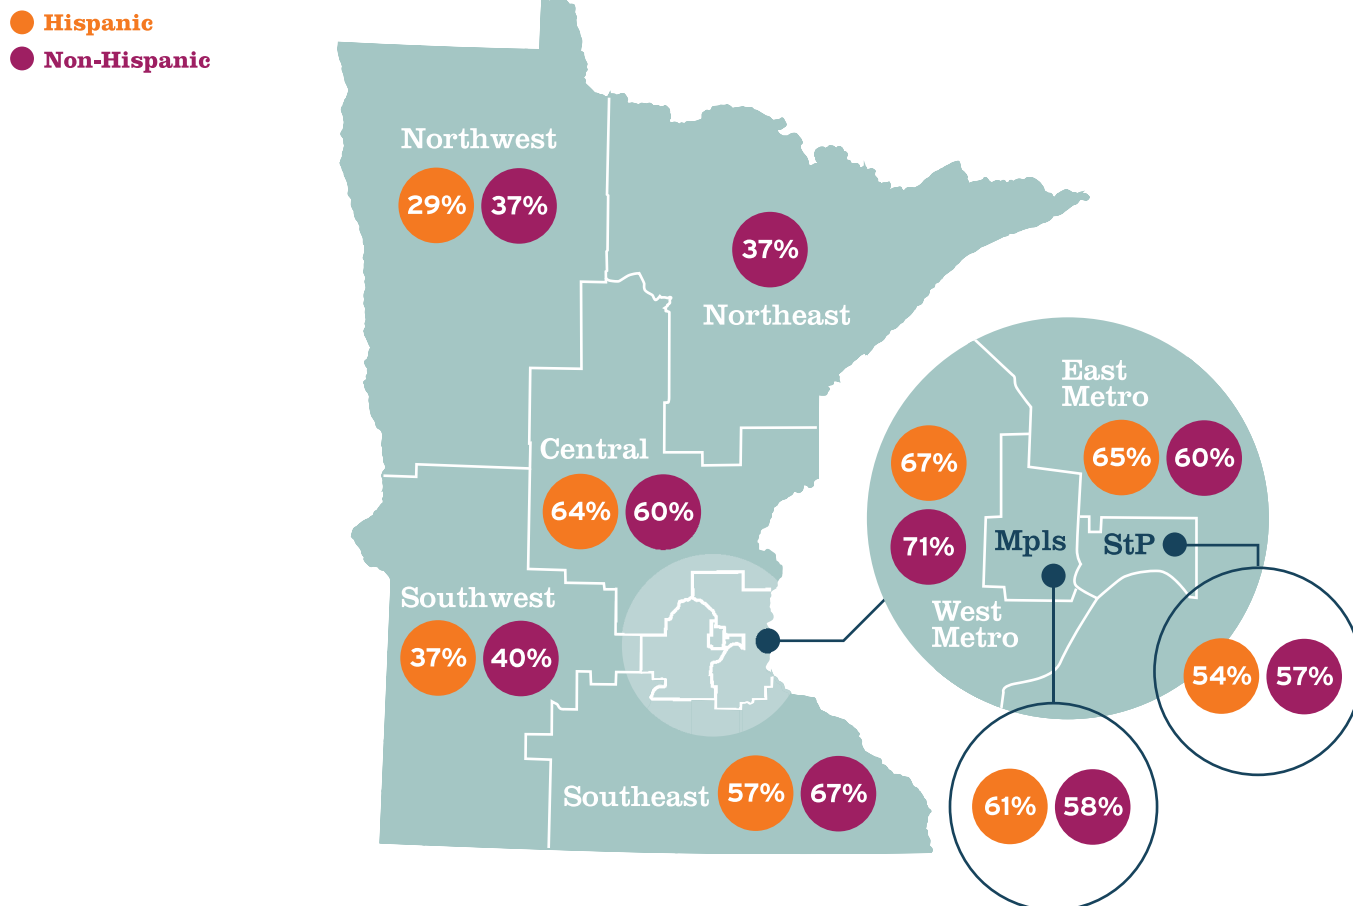 Hispanic
Non-Hispanic
Northwest
29% 37%
37%
Northeast
Central
64% 60%
Southwest
37% 40%
Southeast 57% 67%
East
Metro
65% 60%
67%
71%
West
Metro
Mpls
StP
54% 57%
61% 58%